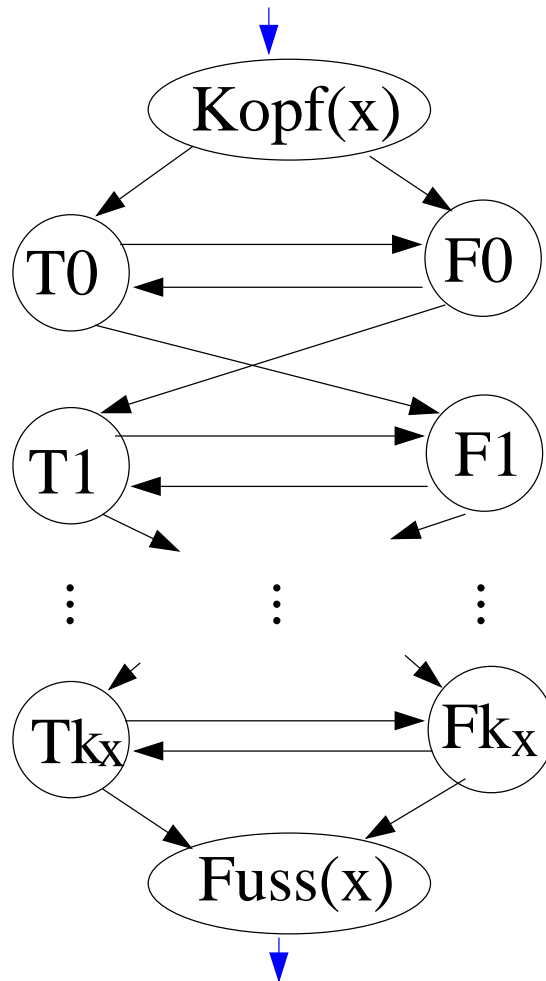 Kopf(x)
T0 F0
T1 F1
⋮ ⋮ ⋮
Tkx Fkx
Fuss(x)